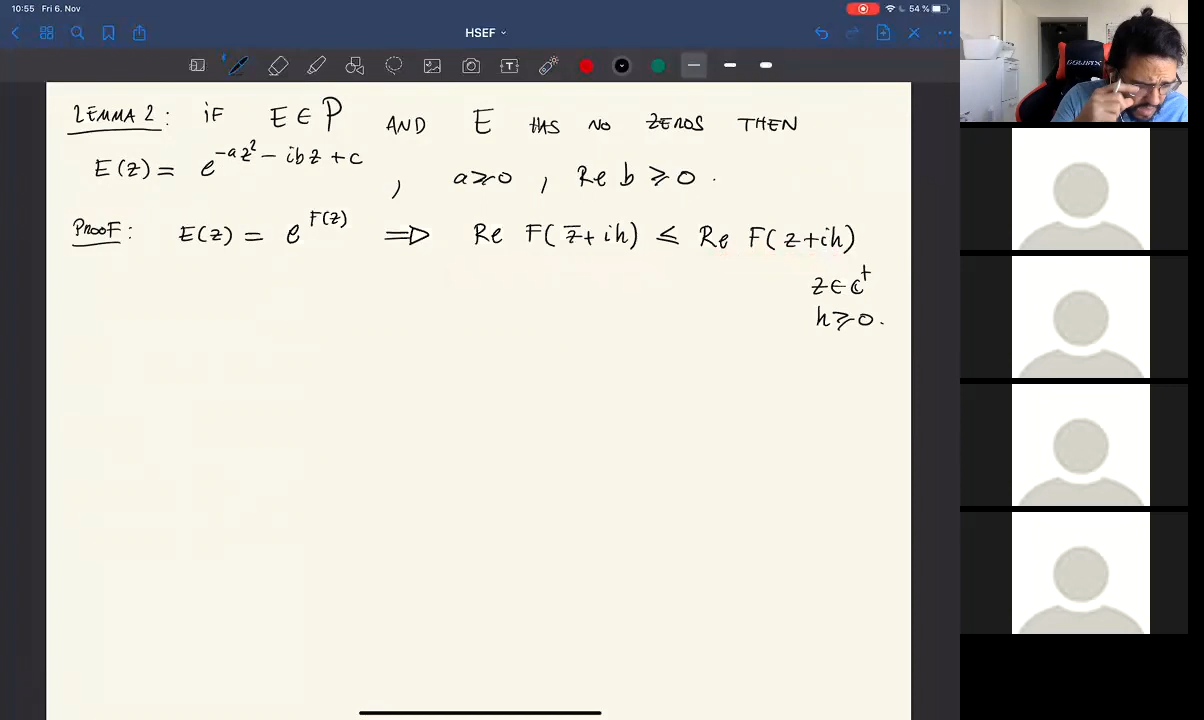 10:55 Fri 6. Nov 54 %
HSEF
LEMMA 2: IF E ∈ P AND E HAS NO ZEROS THEN
E(z) = e^{-az² - ibz + c}, a ⩾ 0, Re b ⩾ 0.
PROOF: E(z) = e^{F(z)} ⟹ Re F(z̄+ih) ≤ Re F(z+ih)
z ∈ ℂ⁺
h ⩾ 0.